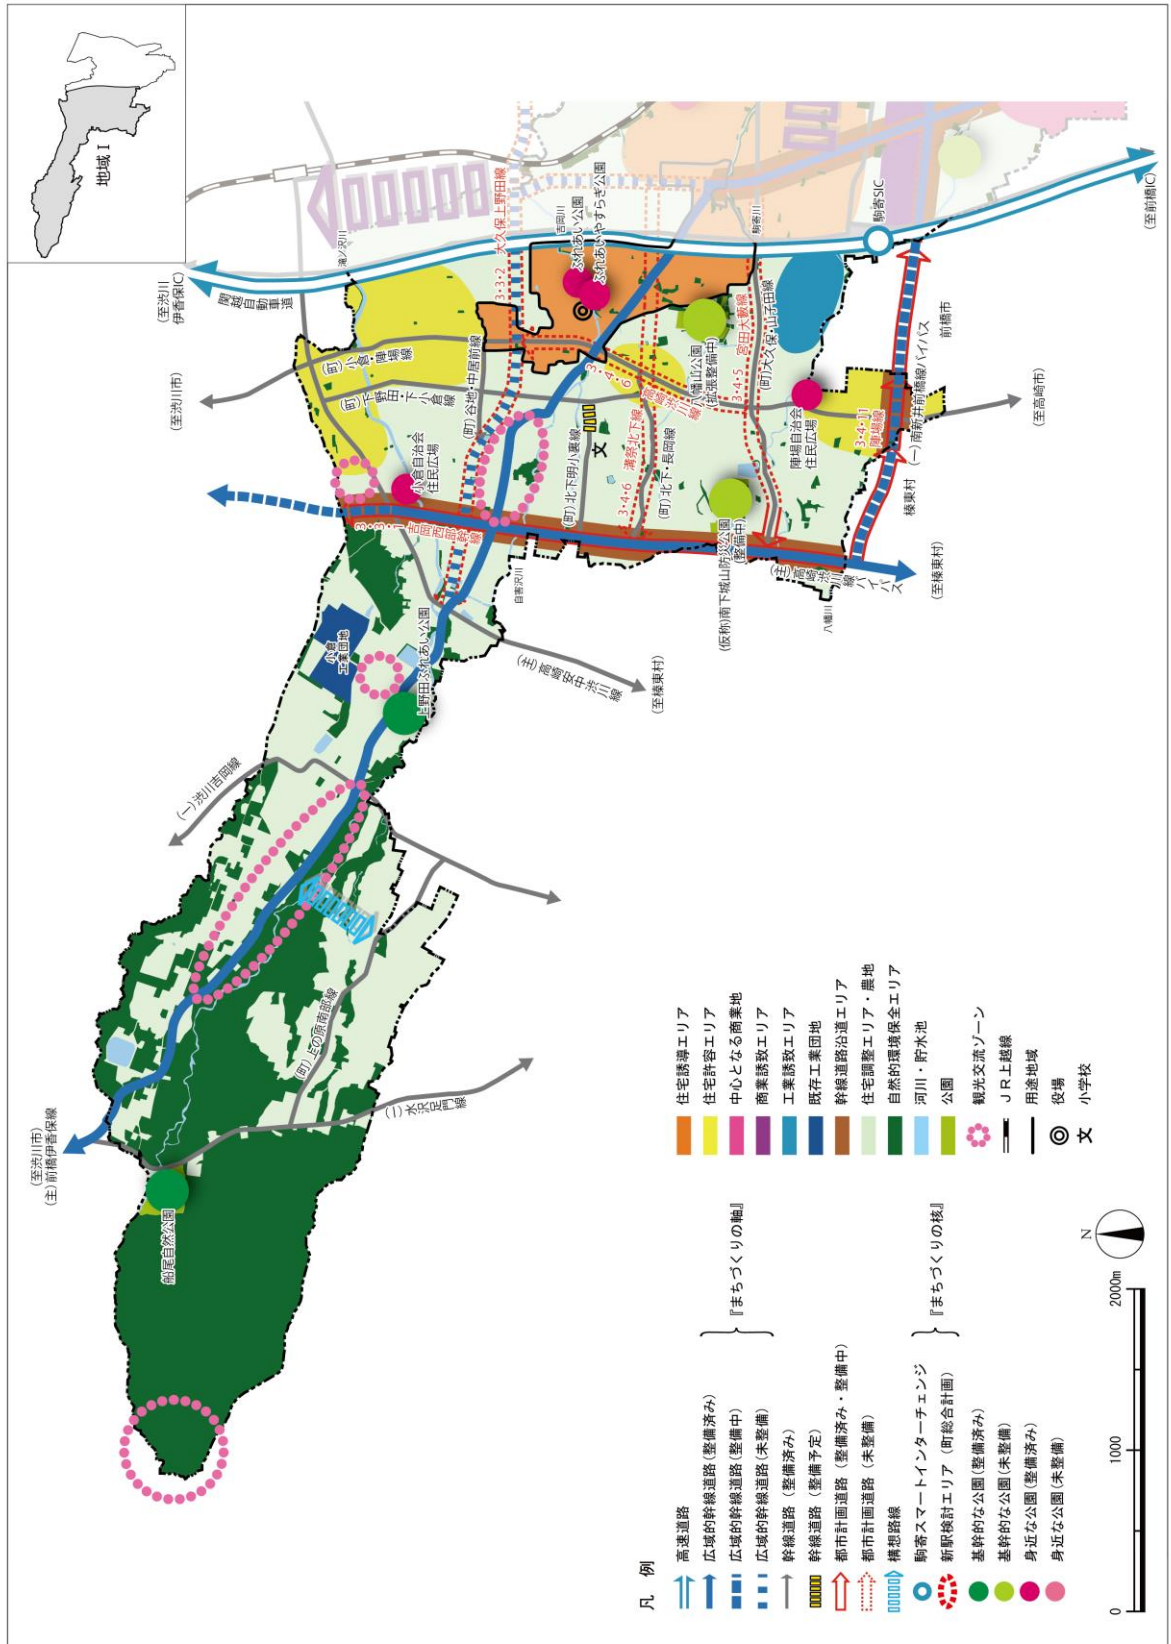 地域Ⅰ
(至渋川
伊香保IC)
関越自動車道
滝ノ沢川
(至渋川市)
(町)小倉・陣場線
(町)下野田・下小倉線
(町)谷地・中居前線
3・3・2 大久保上野田線
吉岡川
ふれあい公園
ふれあいやすらぎ公園
駒寄川
駒寄SIC
(至前橋IC)
小倉自治会
住民広場
3・3・1 吉岡西部幹線
文
(町)北下明小裏線
3・4・6 高崎渋川線
3・4・6 溝祭北下線
(町)北下・長岡線
八幡山公園
(拡張整備中)
3・4・5 宮田大藪線
(町)大久保・山子田線
陣場自治会
住民広場
3・4・11
陣場線
(一)南新井前橋線バイパス
榛東村
前橋市
(至高崎市)
(仮称)南下城山防災公園
(整備中)
(主)高崎渋川線バイパス
八幡川
(至榛東村)
自害沢川
小倉
工業団地
上野田ふれあい公園
(主)高崎安中渋川線
(至榛東村)
(一)渋川吉岡線
(町)上の原南部線
(一)水沢足門線
(至渋川市)
(主)前橋伊香保線
船尾自然公園
凡 例
高速道路
広域的幹線道路(整備済み)
広域的幹線道路(整備中)
広域的幹線道路(未整備)
『まちづくりの軸』
幹線道路(整備済み)
幹線道路(整備予定)
都市計画道路(整備済み・整備中)
都市計画道路(未整備)
構想路線
駒寄スマートインターチェンジ
新駅検討エリア(町総合計画)
『まちづくりの核』
基幹的な公園(整備済み)
基幹的な公園(未整備)
身近な公園(整備済み)
身近な公園(未整備)
住宅誘導エリア
住宅許容エリア
中心となる商業地
商業誘致エリア
工業誘致エリア
既存工業団地
幹線道路沿道エリア
住宅調整エリア・農地
自然的環境保全エリア
河川・貯水池
公園
観光交流ゾーン
JR上越線
用途地域
役場
文 小学校
N
0 1000 2000m